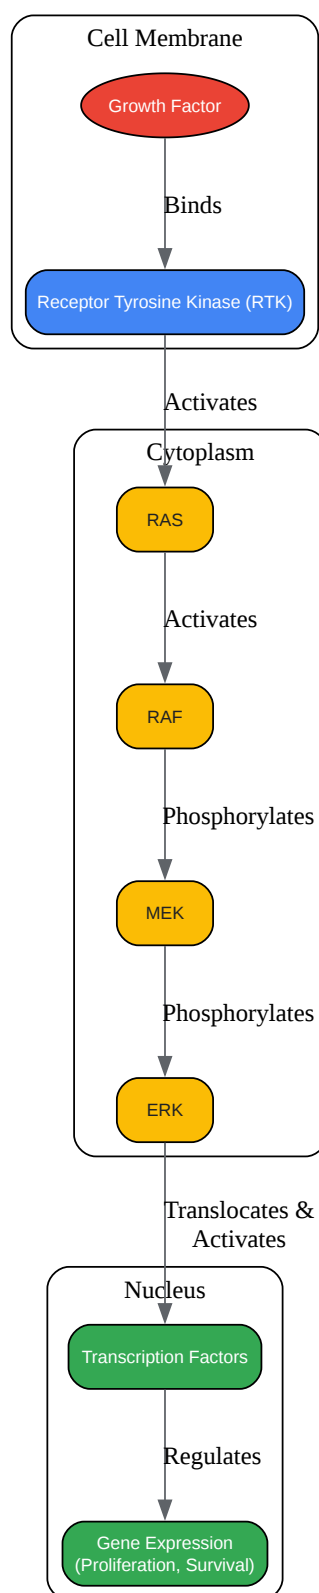 Cell Membrane
Growth Factor
Binds
Receptor Tyrosine Kinase (RTK)
Activates
Cytoplasm
RAS
Activates
RAF
Phosphorylates
MEK
Phosphorylates
ERK
Translocates &
Activates
Nucleus
Transcription Factors
Regulates
Gene Expression
(Proliferation, Survival)